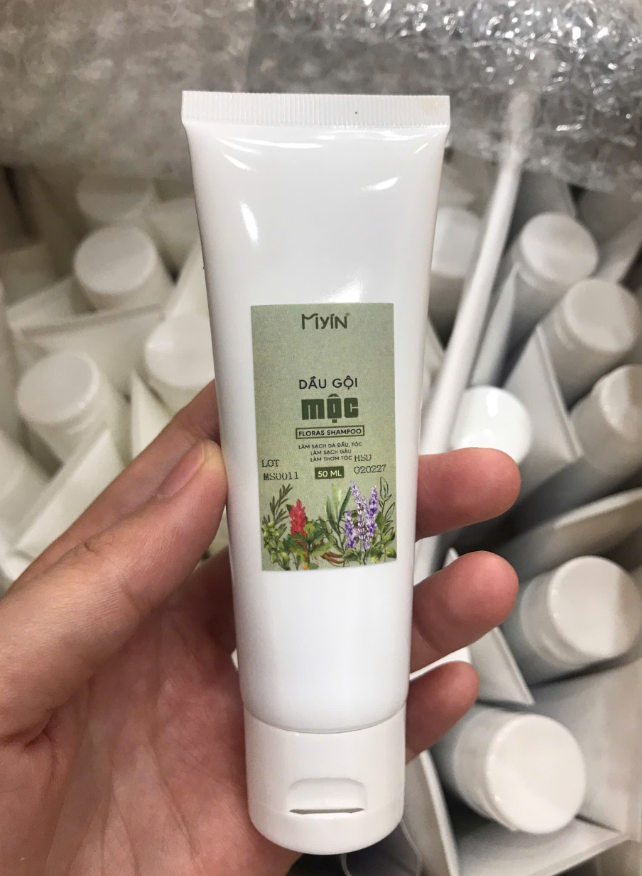 MIYÍN®
DẦU GỘI
MỘC
FLORAS SHAMPOO
LÀM SẠCH DA ĐẦU, TÓC
LÀM SẠCH GÀU
LÀM THƠM TÓC
LOT HSD
MS0011 50 ML 020227